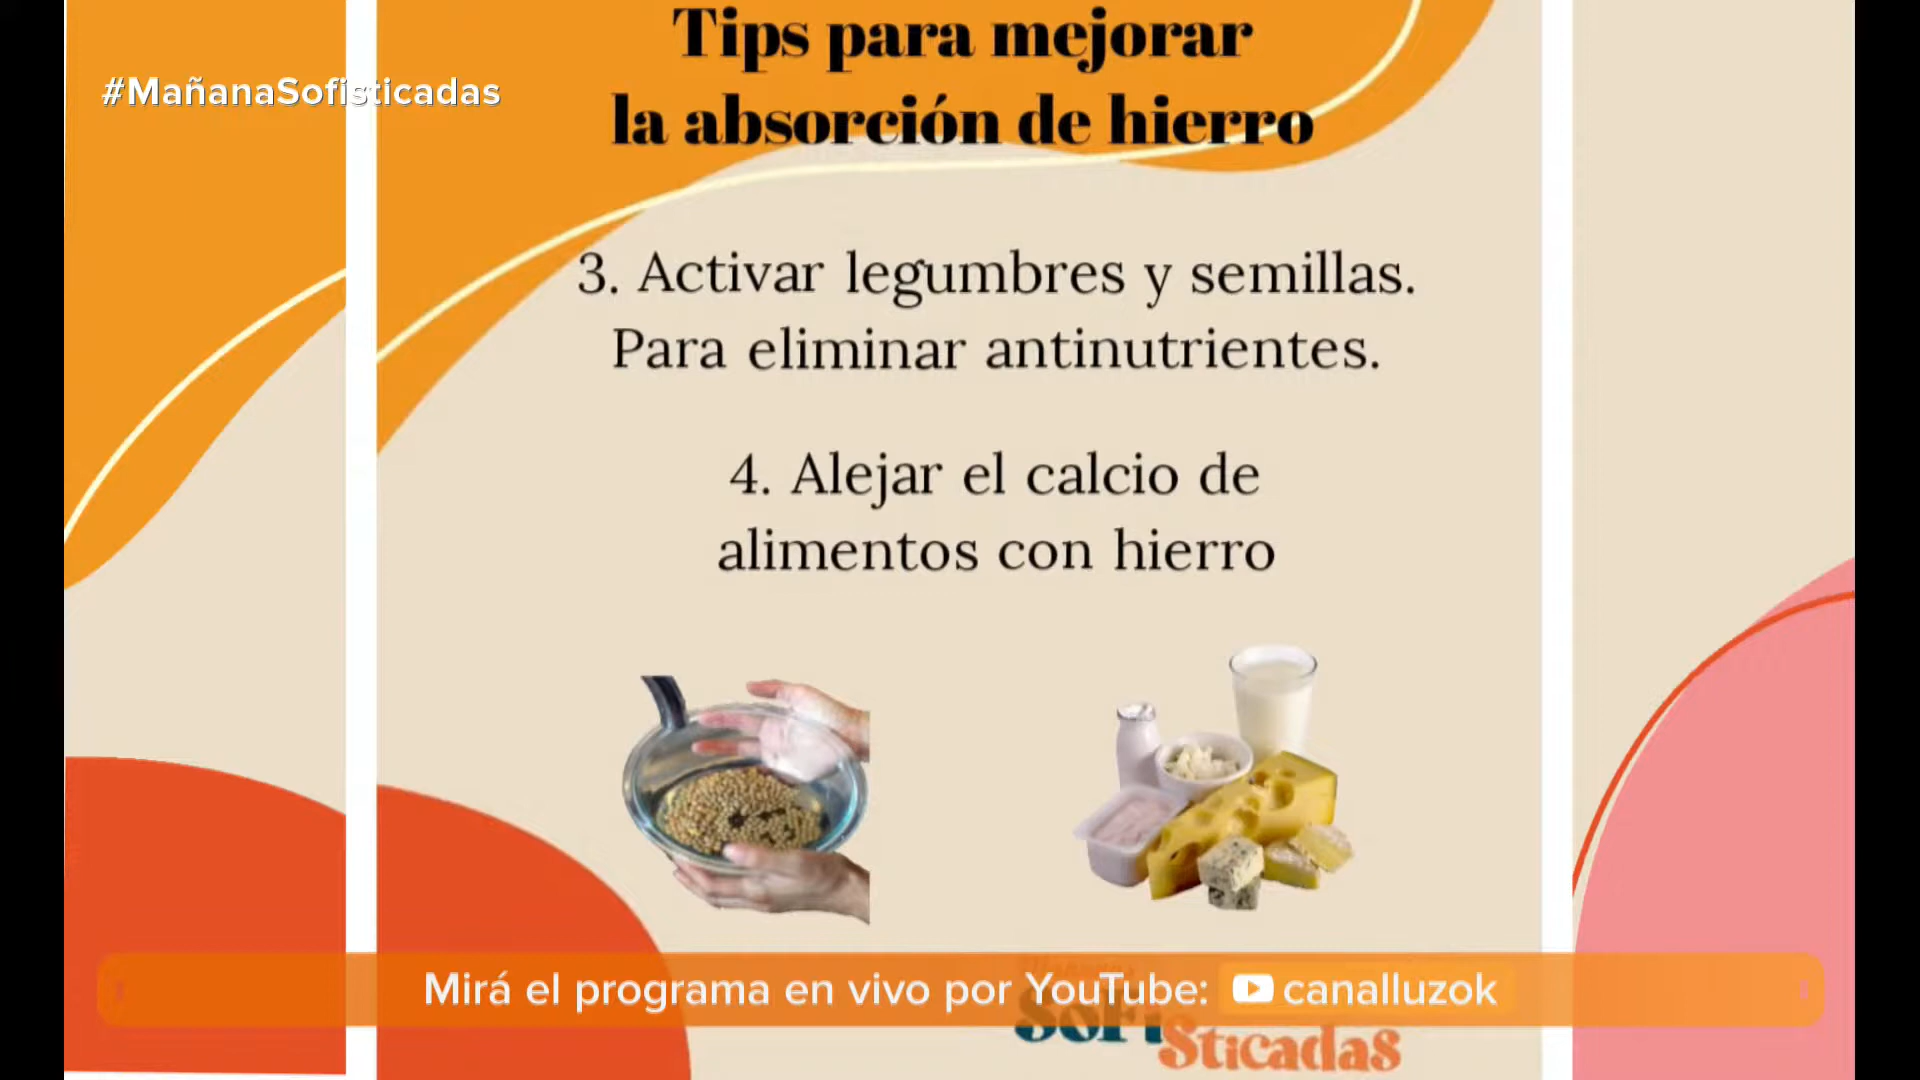 Tips para mejorar
la absorción de hierro
#MañanaSofisticadas
3. Activar legumbres y semillas.
Para eliminar antinutrientes.
4. Alejar el calcio de
alimentos con hierro
Mirá el programa en vivo por YouTube: canalluzok
SoFi
SticadaS